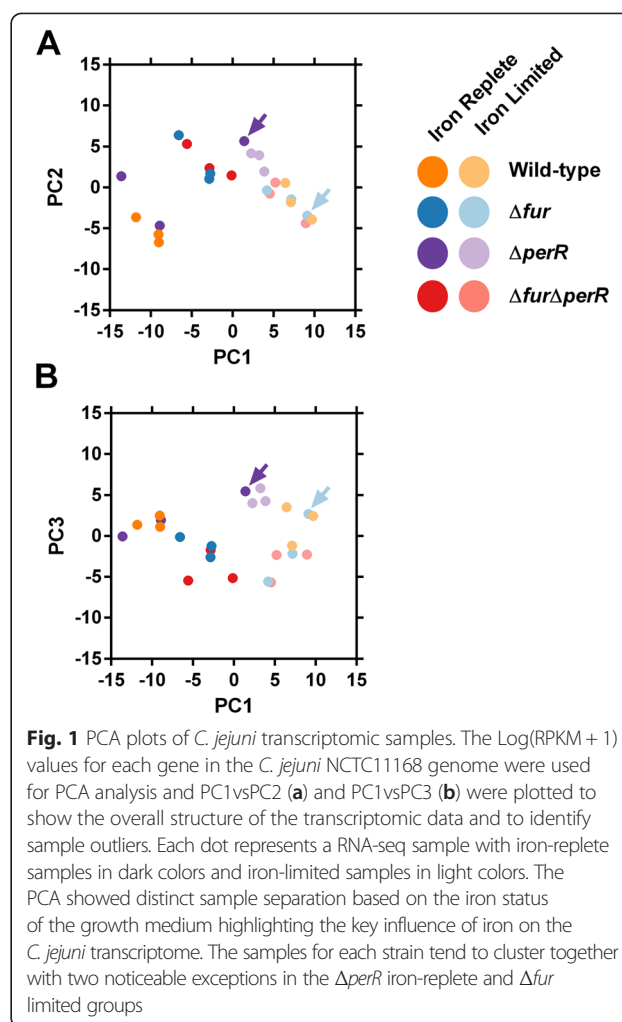 A
Iron Replete
Iron Limited
15
10
5
0
-5
-10
-15
PC2
-15 -10 -5 0 5 10 15
PC1
Wild-type
Δfur
ΔperR
ΔfurΔperR
B
15
10
5
0
-5
-10
-15
PC3
-15 -10 -5 0 5 10 15
PC1
Fig. 1 PCA plots of C. jejuni transcriptomic samples. The Log(RPKM + 1)
values for each gene in the C. jejuni NCTC11168 genome were used
for PCA analysis and PC1vsPC2 (a) and PC1vsPC3 (b) were plotted to
show the overall structure of the transcriptomic data and to identify
sample outliers. Each dot represents a RNA-seq sample with iron-replete
samples in dark colors and iron-limited samples in light colors. The
PCA showed distinct sample separation based on the iron status
of the growth medium highlighting the key influence of iron on the
C. jejuni transcriptome. The samples for each strain tend to cluster together
with two noticeable exceptions in the ΔperR iron-replete and Δfur
limited groups